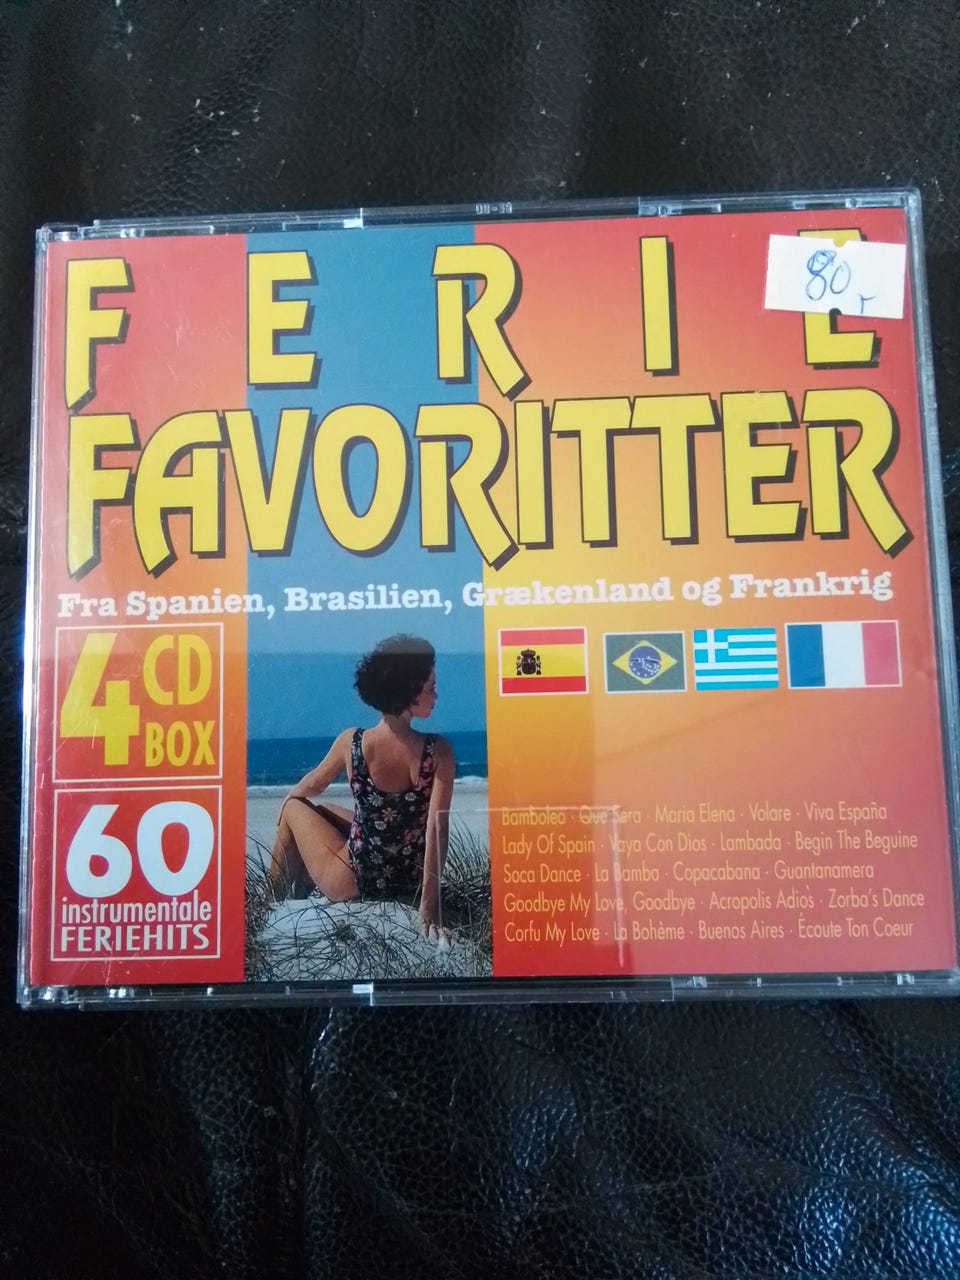 FERIE
80,-
FAVORITTER
Fra Spanien, Brasilien, Grækenland og Frankrig
4 CD
BOX
60
instrumentale
FERIEHITS
Bamboleo · Que Sera · Maria Elena · Volare · Viva España
Lady Of Spain · Vaya Con Dios · Lambada · Begin The Beguine
Soca Dance · La Bamba · Copacabana · Guantanamera
Goodbye My Love, Goodbye · Acropolis Adiòs · Zorba's Dance
Corfu My Love · La Bohème · Buenos Aires · Écoute Ton Coeur